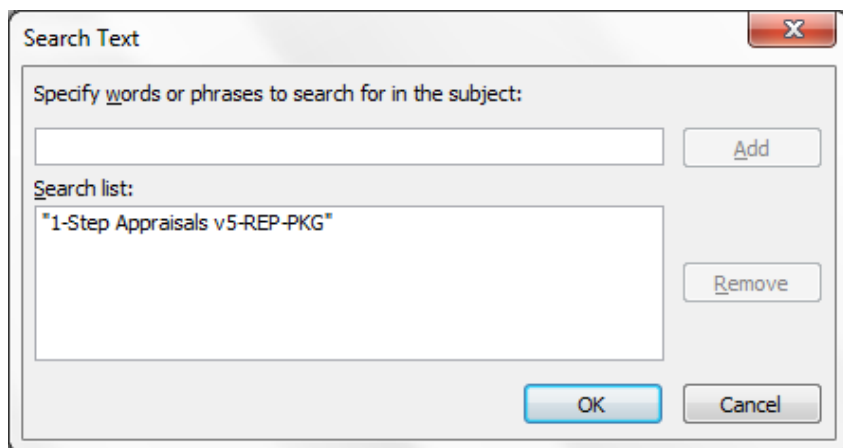 Search Text
Specify words or phrases to search for in the subject:
Add
Search list:
"1-Step Appraisals v5-REP-PKG"
Remove
OK
Cancel